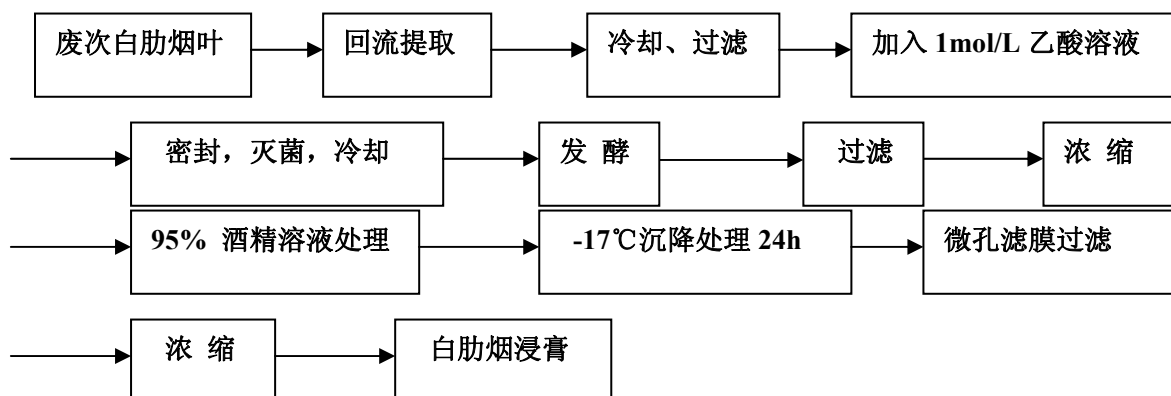 废次白肋烟叶 回流提取 冷却、过滤 加入 1mol/L 乙酸溶液
密封，灭菌，冷却 发 酵 过滤 浓 缩
95% 酒精溶液处理 -17℃沉降处理 24h 微孔滤膜过滤
浓 缩 白肋烟浸膏